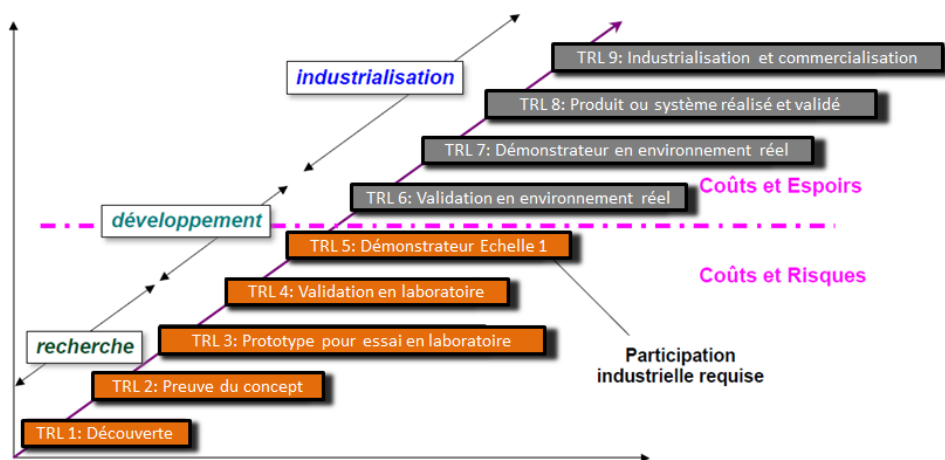 industrialisation
TRL 9: Industrialisation et commercialisation
TRL 8: Produit ou système réalisé et validé
TRL 7: Démonstrateur en environnement réel
Coûts et Espoirs
TRL 6: Validation en environnement réel
développement
TRL 5: Démonstrateur Echelle 1
Coûts et Risques
TRL 4: Validation en laboratoire
recherche
TRL 3: Prototype pour essai en laboratoire
Participation
industrielle requise
TRL 2: Preuve du concept
TRL 1: Découverte